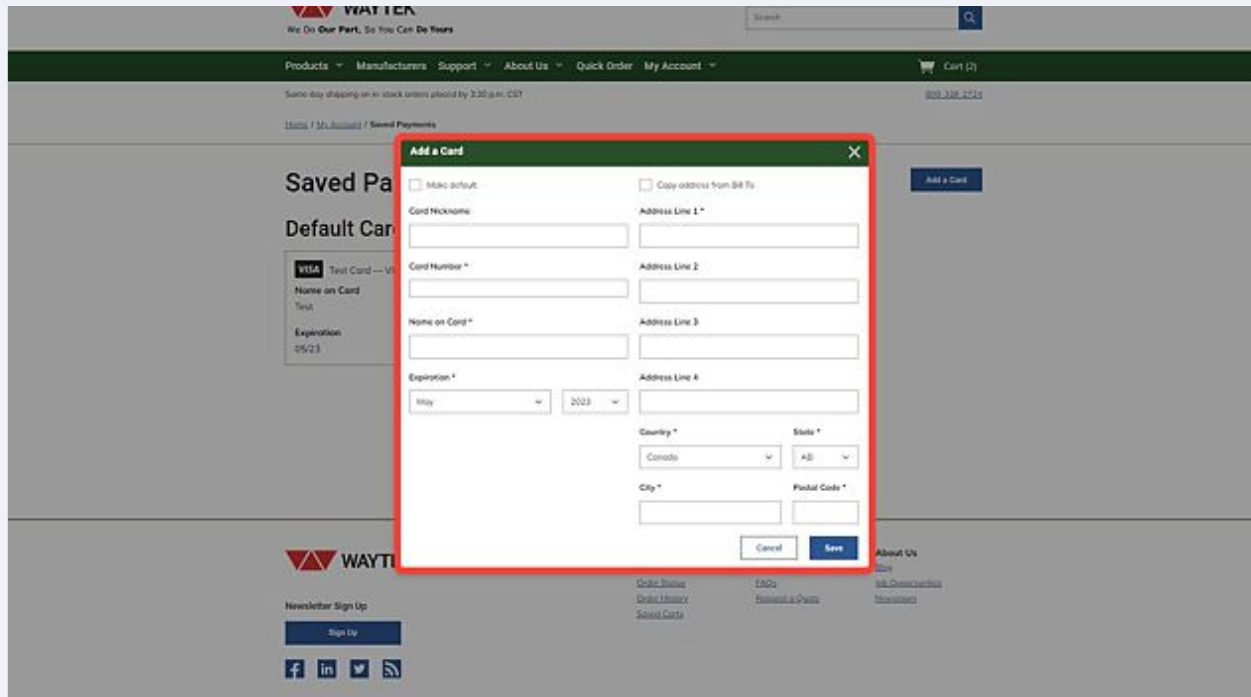 WAYTEK
We Do Our Part, So You Can Do Yours
Search
Products Manufacturers Support About Us Quick Order My Account Cart (2)
Same day shipping on in stock orders placed by 3:30 p.m. CST 800-328-2724
Home / My Account / Saved Payments
Add a Card
Saved Pa
Add a Card
Make default Copy address from Bill To
Default Car
Card Nickname Address Line 1 *
VISA Test Card — VI
Card Number * Address Line 2
Name on Card
Test
Name on Card * Address Line 3
Expiration
05/23
Expiration * Address Line 4
May 2023
Country * State *
Canada AB
City * Postal Code *
Cancel Save
WAYTE
About Us
Blog
Order Status FAQs Job Opportunities
Order History Request a Quote Newsroom
Saved Carts
Newsletter Sign Up
Sign Up